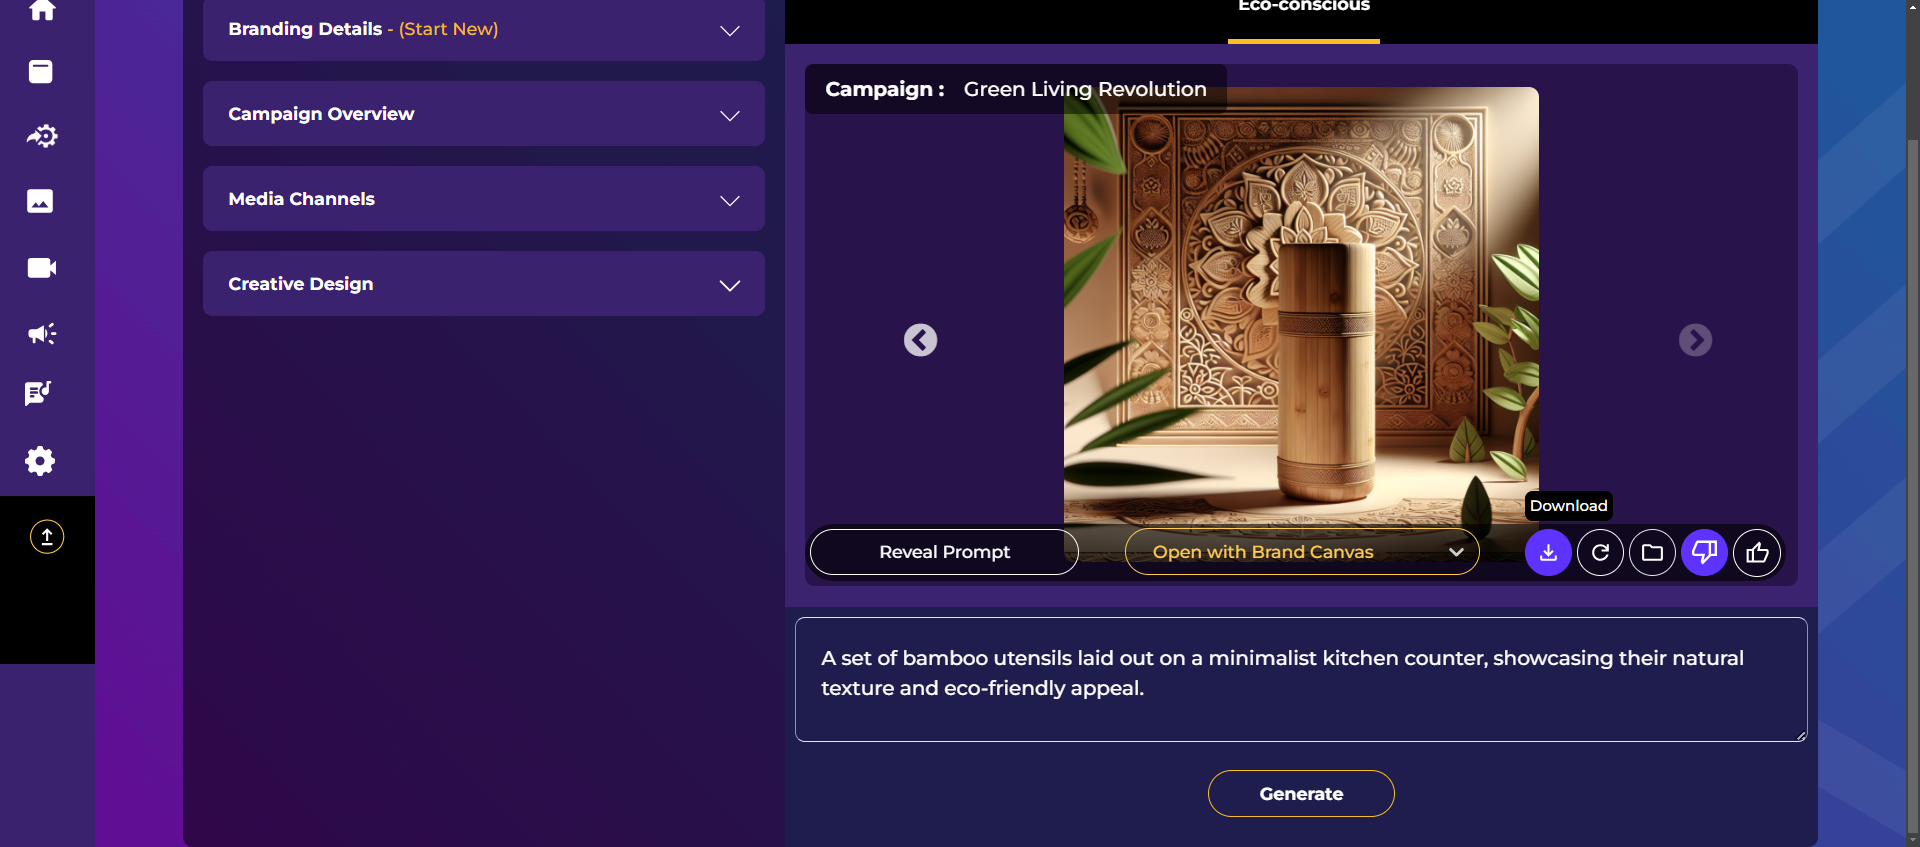 Branding Details - (Start New)
Campaign Overview
Media Channels
Creative Design
Eco-conscious
Campaign : Green Living Revolution
Download
Reveal Prompt
Open with Brand Canvas
A set of bamboo utensils laid out on a minimalist kitchen counter, showcasing their natural
texture and eco-friendly appeal.
Generate